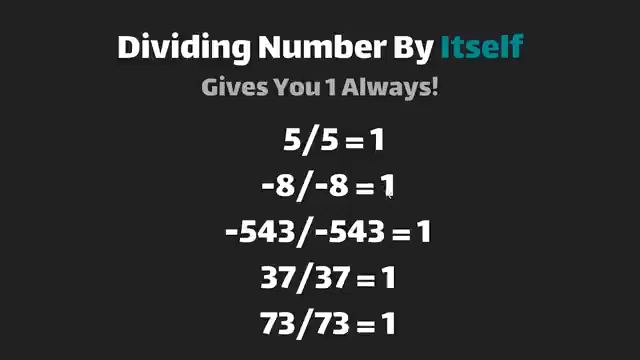 Dividing Number By Itself
Gives You 1 Always!
5/5 = 1
-8/-8 = 1
-543/-543 = 1
37/37 = 1
73/73 = 1